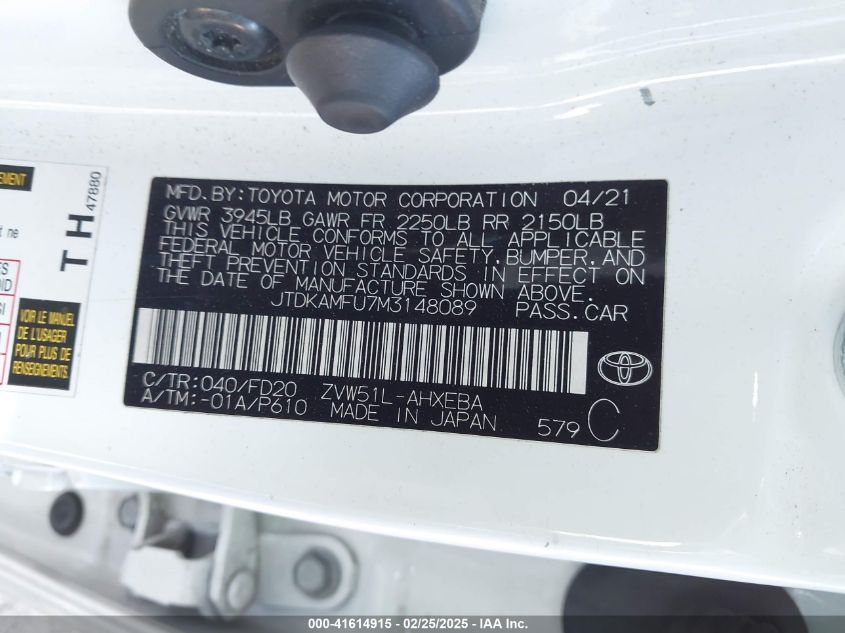 MFD.BY:TOYOTA MOTOR CORPORATION 04/21
GVWR 3945LB GAWR FR 2250LB RR 2150LB
THIS VEHICLE CONFORMS TO ALL APPLICABLE
FEDERAL MOTOR VEHICLE SAFETY, BUMPER, AND
THEFT PREVENTION STANDARDS IN EFFECT ON
THE DATE OF MANUFACTURE SHOWN ABOVE.
JTDKAMFU7M3148089 PASS.CAR
C/TR:040/FD20 ZVW51L-AHXEBA
A/TM:-01A/P610 MADE IN JAPAN
579 C
TH
47880
ne
VOIR LE MANUEL
DE L'USAGER
POUR PLUS DE
RENSEIGNEMENTS.
000-41614915 / 02/25/2025 - IAA Inc.